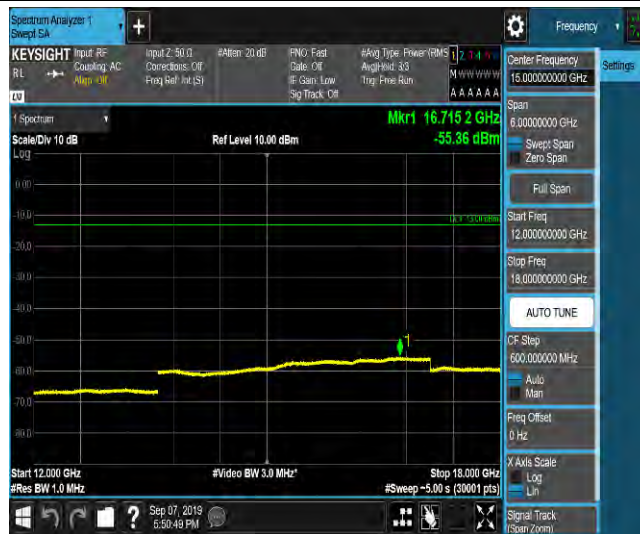 Spectrum Analyzer 1
Swept SA
+
Frequency
KEYSIGHT
RL
Input: RF
Coupling: AC
Align: Off
Input Z: 50 Ω
Corrections: Off
Freq Ref: Int (S)
#Atten: 20 dB
PNO: Fast
Gate: Off
IF Gain: Low
Sig Track: Off
#Avg Type: Power (RMS
Avg|Hold: 3/3
Trig: Free Run
M W W W W W
A A A A A A
LW
1 Spectrum
Scale/Div 10 dB
Log
Ref Level 10.00 dBm
Mkr1 16.715 2 GHz
-55.36 dBm
0.00
-10.0
-20.0
-30.0
-40.0
-50.0
-60.0
-70.0
-80.0
1
Start 12.000 GHz
#Res BW 1.0 MHz
#Video BW 3.0 MHz*
Stop 18.000 GHz
#Sweep ~5.00 s (30001 pts)
Sep 07, 2019
5:50:49 PM
?
Center Frequency
15.000000000 GHz
Settings
Span
6.00000000 GHz
Swept Span
Zero Span
Full Span
Start Freq
12.000000000 GHz
Stop Freq
18.000000000 GHz
AUTO TUNE
CF Step
600.000000 MHz
Auto
Man
Freq Offset
0 Hz
X Axis Scale
Log
Lin
Signal Track
(Span Zoom)